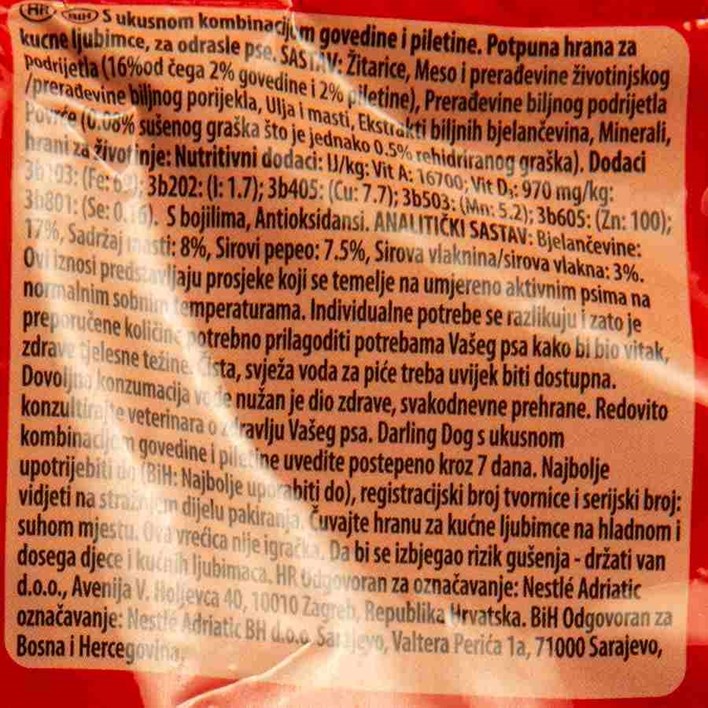 HR BIH S ukusnom kombinacijom govedine i piletine. Potpuna hrana za
kućne ljubimce, za odrasle pse. SASTAV: Žitarice, Meso i prerađevine životinjskog
podrijetla (16%od čega 2% govedine i 2% piletine), Prerađevine biljnog podrijetla
/prerađevine biljnog porijekla, Ulja i masti, Ekstrakti biljnih bjelančevina, Minerali,
Povrće (0.08% sušenog graška što je jednako 0.5% rehidriranog graška). Dodaci
hrani za životinje: Nutritivni dodaci: IJ/kg: Vit A: 16700; Vit D₃: 970 mg/kg:
3b103: (Fe: 3b202: (I: 1.7); 3b405: (Cu: 7.7); 3b503: (Mn: 5.2); 3b605: (Zn: 100);
3b801: (Se: S bojilima, Antioksidansi. ANALITIČKI SASTAV: Bjelančevine:
17%, Sadržaj masti: 8%, Sirovi pepeo: 7.5%, Sirova vlaknina/sirova vlakna: 3%.
Ovi iznosi predstavljaju prosjeke koji se temelje na umjereno aktivnim psima na
normalnim sobnim temperaturama. Individualne potrebe se razlikuju i zato je
preporučene količine potrebno prilagoditi potrebama Vašeg psa kako bi bio vitak,
zdrave tjelesne težine. Čista, svježa voda za piće treba uvijek biti dostupna.
Dovoljna konzumacija vode nužan je dio zdrave, svakodnevne prehrane. Redovito
konzultirajte veterinara o zdravlju Vašeg psa. Darling Dog s ukusnom
kombinacijom govedine i piletine uvedite postepeno kroz 7 dana. Najbolje
upotrijebiti do (BiH: Najbolje uporabiti do), registracijski broj tvornice i serijski broj:
vidjeti na stražnjem dijelu pakiranja. Čuvajte hranu za kućne ljubimce na hladnom i
suhom mjestu. Ova vrećica nije igračka. Da bi se izbjegao rizik gušenja - držati van
dosega djece i kućnih ljubimaca. HR Odgovoran za označavanje: Nestlé Adriatic
d.o.o., Avenija V. Holjevca 40, 10010 Zagreb, Republika Hrvatska. BiH Odgovoran za
označavanje: Nestlé Adriatic BH d.o.o. Sarajevo, Valtera Perića 1a, 71000 Sarajevo,
Bosna i Hercegovina,